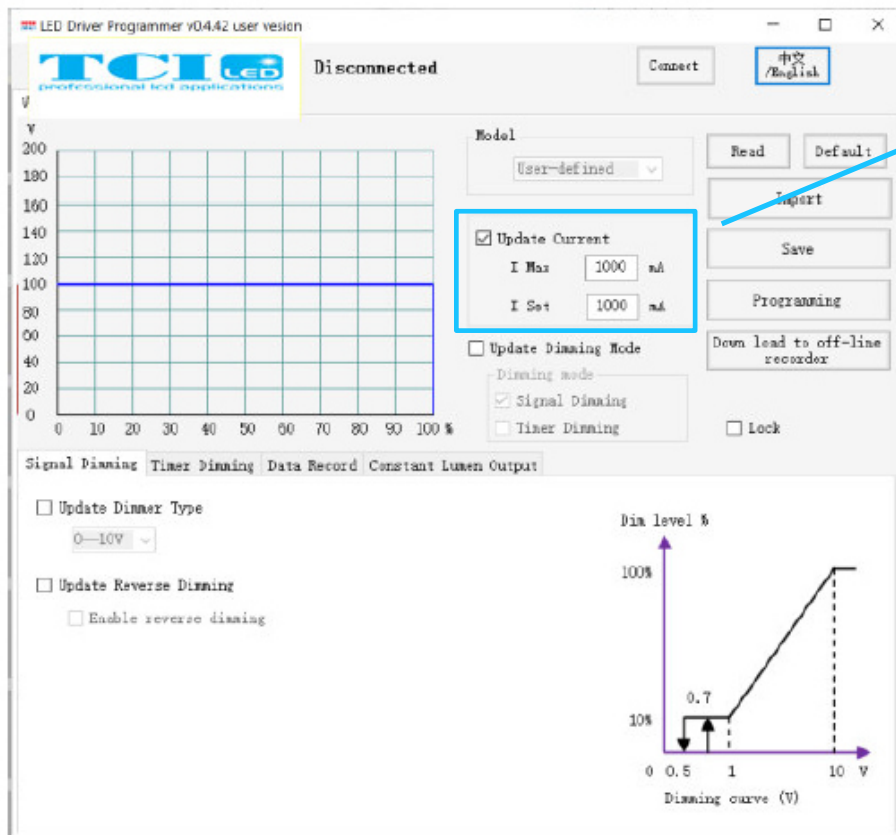 LED Driver Programmer v0.4.42 user vesion
TCI LED
professional led applications
Disconnected
Connect
中文
/English
V
200
180
160
140
120
100
80
60
40
20
0
0 10 20 30 40 50 60 70 80 90 100 %
Model
User-defined
Update Current
I Max 1000 mA
I Set 1000 mA
Update Dimming Mode
Dimming mode
Signal Dimming
Timer Dimming
Read
Default
Import
Save
Programming
Down load to off-line
recorder
Lock
Signal Dimming Timer Dimming Data Record Constant Lumen Output
Update Dimmer Type
0—10V
Update Reverse Dimming
Enable reverse dimming
Dim level %
100%
0.7
10%
0 0.5 1 10 V
Dimming curve (V)